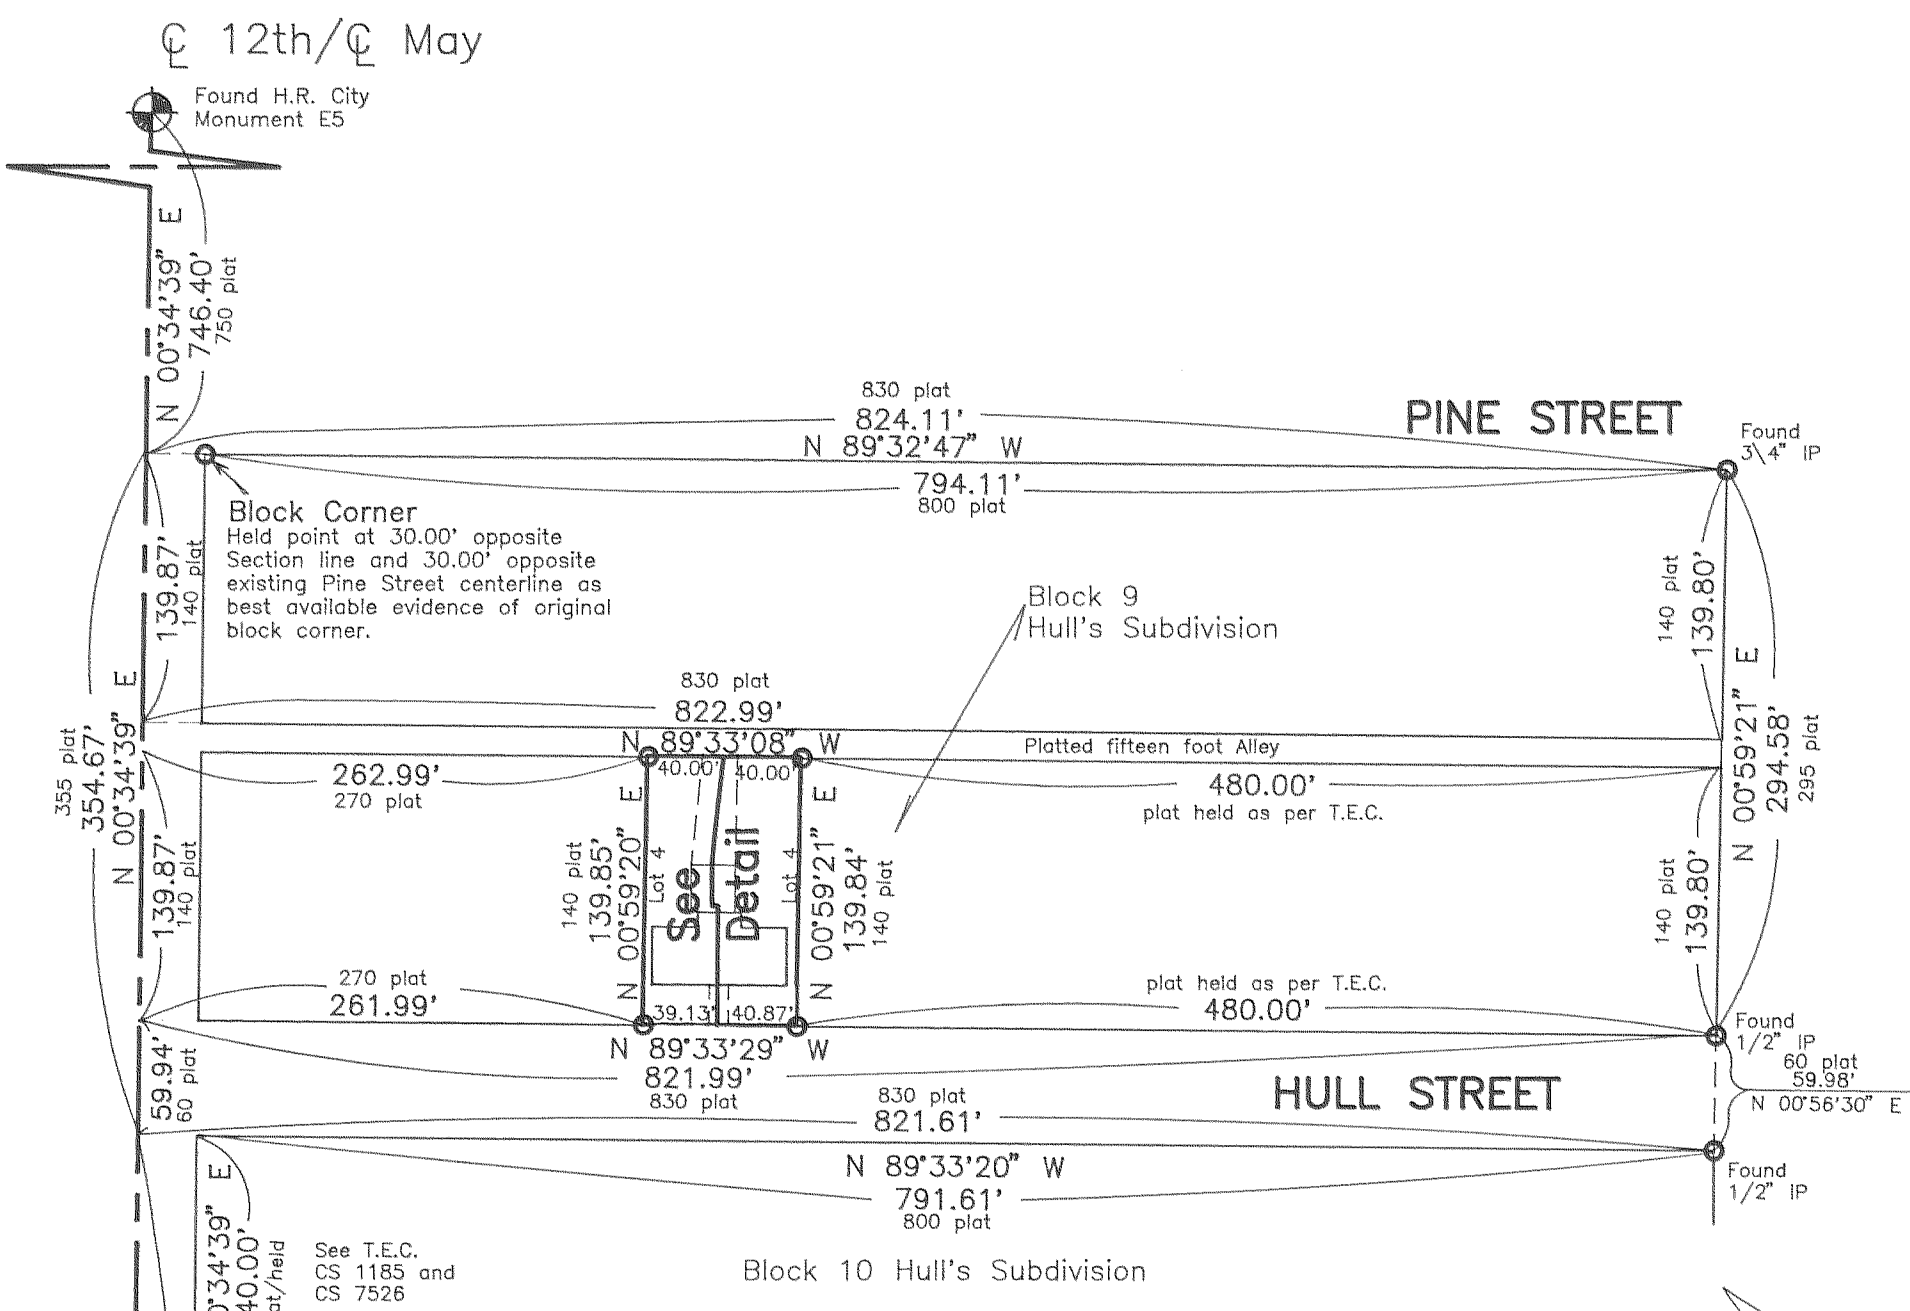 ℄ 12th/℄ May
Found H.R. City
Monument E5
N 00°34'39" E
746.40'
750 plat
830 plat
824.11'
N 89°32'47" W
794.11'
800 plat
PINE STREET
Found
3\4" IP
Block Corner
Held point at 30.00' opposite
Section line and 30.00' opposite
existing Pine Street centerline as
best available evidence of original
block corner.
139.87'
140 plat
Block 9
Hull's Subdivision
140 plat
139.80'
N 00°59'21" E
294.58'
295 plat
355 plat
354.67'
N 00°34'39" E
830 plat
822.99'
N 89°33'08" W
Platted fifteen foot Alley
262.99'
270 plat
40.00'
40.00'
480.00'
plat held as per T.E.C.
139.87'
140 plat
140 plat
139.85'
N 00°59'20" E
Lot 4
See
Detail
Lot 4
N 00°59'21" E
139.84'
140 plat
140 plat
139.80'
270 plat
261.99'
39.13'
40.87'
plat held as per T.E.C.
480.00'
N 89°33'29" W
821.99'
830 plat
Found
1/2" IP
60 plat
59.98'
N 00°56'30" E
59.94'
60 plat
HULL STREET
830 plat
821.61'
N 89°33'20" W
791.61'
800 plat
Found
1/2" IP
0°34'39" E
40.00'
at/held
See T.E.C.
CS 1185 and
CS 7526
Block 10 Hull's Subdivision